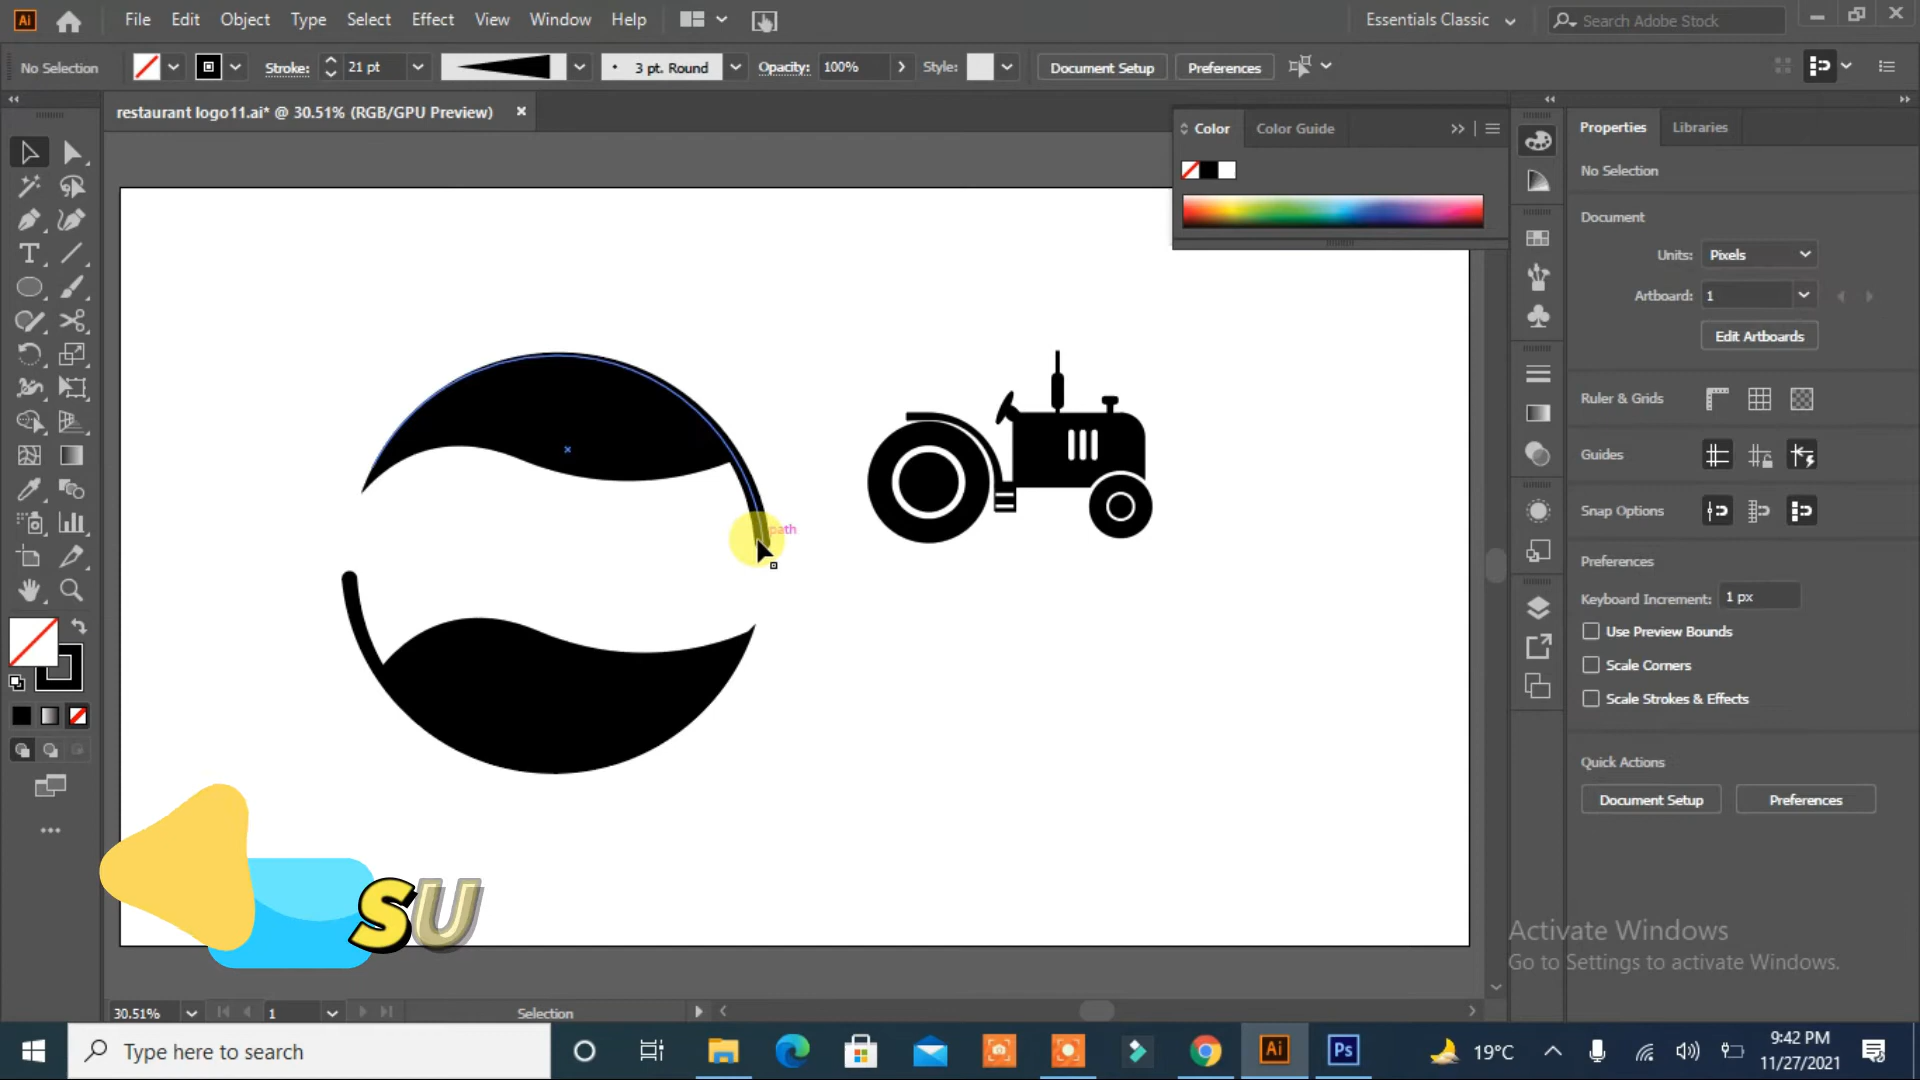 Ai File Edit Object Type Select Effect View Window Help Essentials Classic Search Adobe Stock
No Selection Stroke: 21 pt 3 pt. Round Opacity: 100% Style: Document Setup Preferences
restaurant logo11.ai* @ 30.51% (RGB/GPU Preview)
Color Color Guide
Properties Libraries
No Selection
Document
Units: Pixels
Artboard: 1
Edit Artboards
Ruler & Grids
Guides
Snap Options
Preferences
Keyboard Increment: 1 px
Use Preview Bounds
Scale Corners
Scale Strokes & Effects
Quick Actions
Document Setup Preferences
path
SU
Activate Windows
Go to Settings to activate Windows.
30.51% 1 Selection
Type here to search
Ai Ps
19°C
9:42 PM
11/27/2021